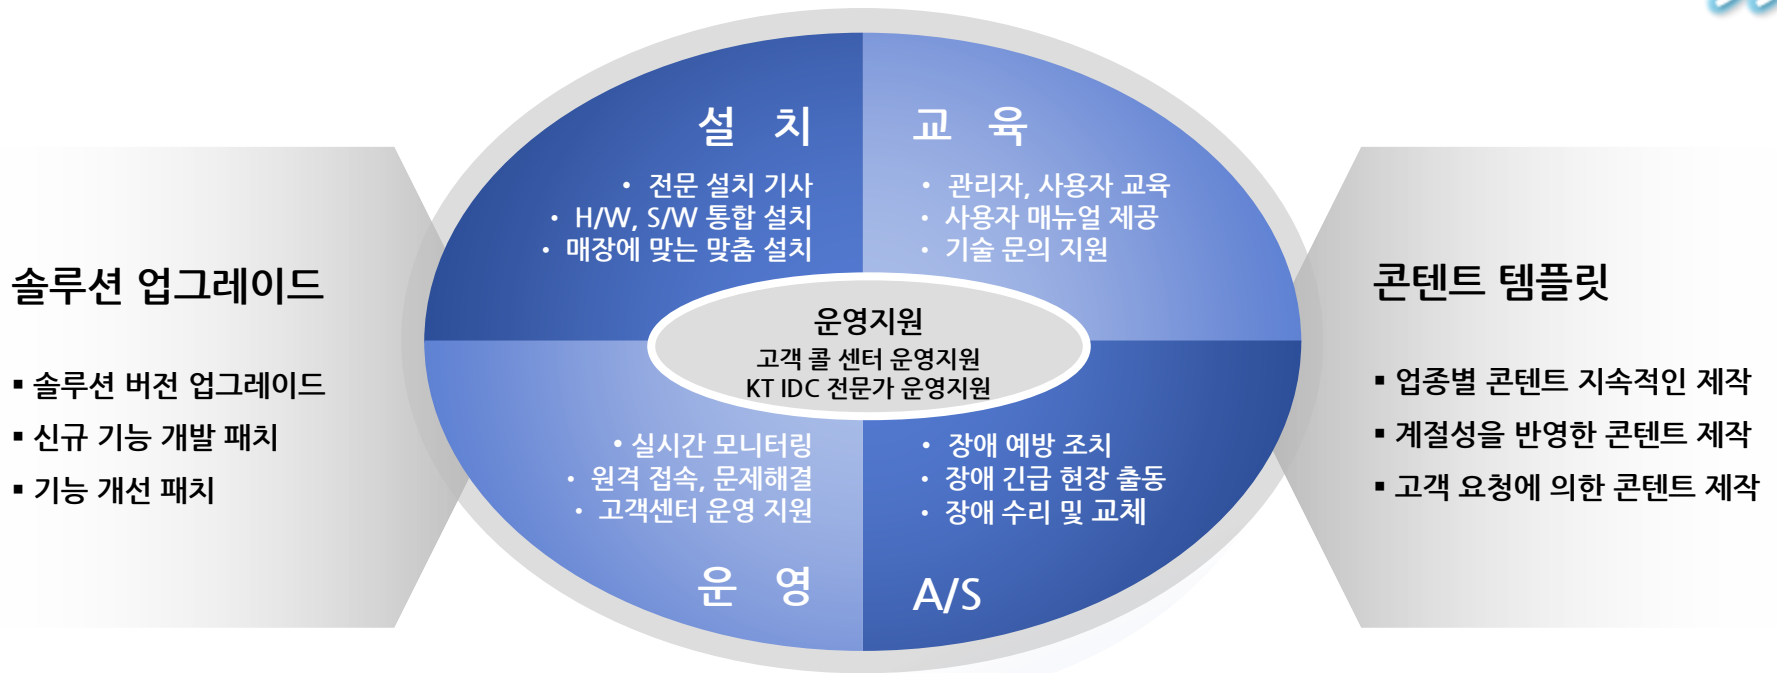 솔루션 업그레이드
▪ 솔루션 버전 업그레이드
▪ 신규 기능 개발 패치
▪ 기능 개선 패치
설 치
• 전문 설치 기사
• H/W, S/W 통합 설치
• 매장에 맞는 맞춤 설치
교 육
• 관리자, 사용자 교육
• 사용자 매뉴얼 제공
• 기술 문의 지원
운영지원
고객 콜 센터 운영지원
KT IDC 전문가 운영지원
• 실시간 모니터링
• 원격 접속, 문제해결
• 고객센터 운영 지원
운 영
• 장애 예방 조치
• 장애 긴급 현장 출동
• 장애 수리 및 교체
A/S
콘텐트 템플릿
▪ 업종별 콘텐트 지속적인 제작
▪ 계절성을 반영한 콘텐트 제작
▪ 고객 요청에 의한 콘텐트 제작